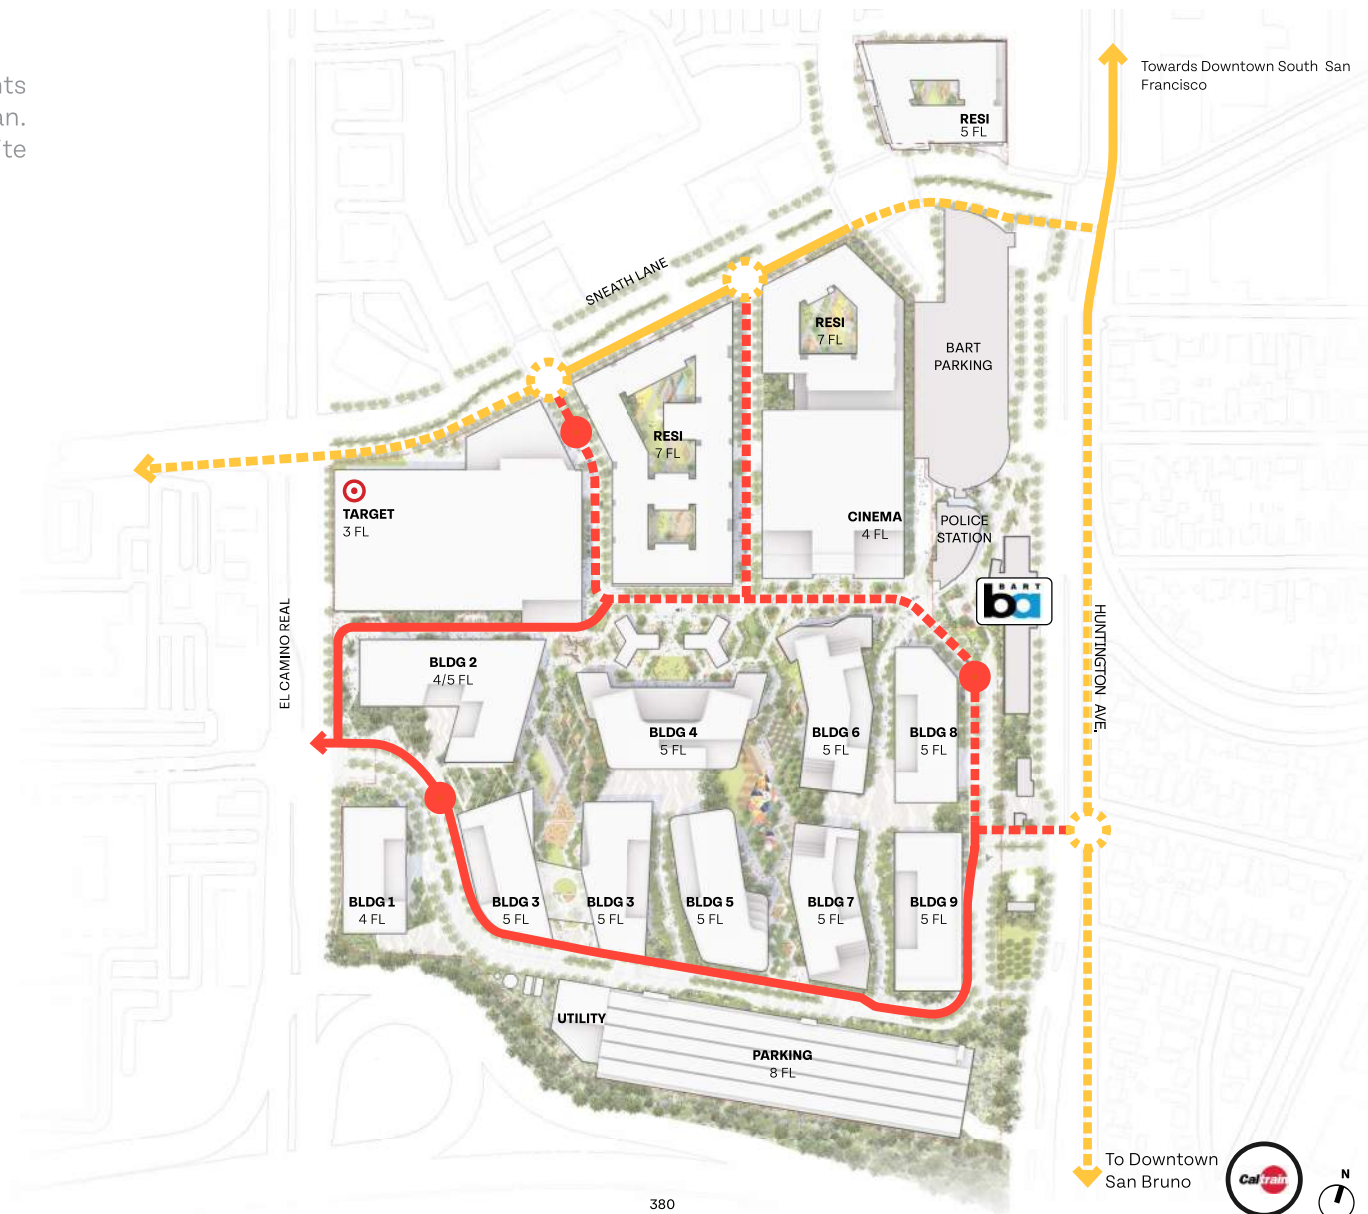 nts
an.
ite
Towards Downtown South San
Francisco
RESI
5 FL
SNEATH LANE
RESI
7 FL
BART
PARKING
RESI
7 FL
TARGET
3 FL
CINEMA
4 FL
POLICE
STATION
BART
ba
EL CAMINO REAL
HUNTINGTON AVE.
BLDG 2
4/5 FL
BLDG 4
5 FL
BLDG 6
5 FL
BLDG 8
5 FL
BLDG 1
4 FL
BLDG 3
5 FL
BLDG 3
5 FL
BLDG 5
5 FL
BLDG 7
5 FL
BLDG 9
5 FL
UTILITY
PARKING
8 FL
To Downtown
San Bruno
Caltrain
N
380